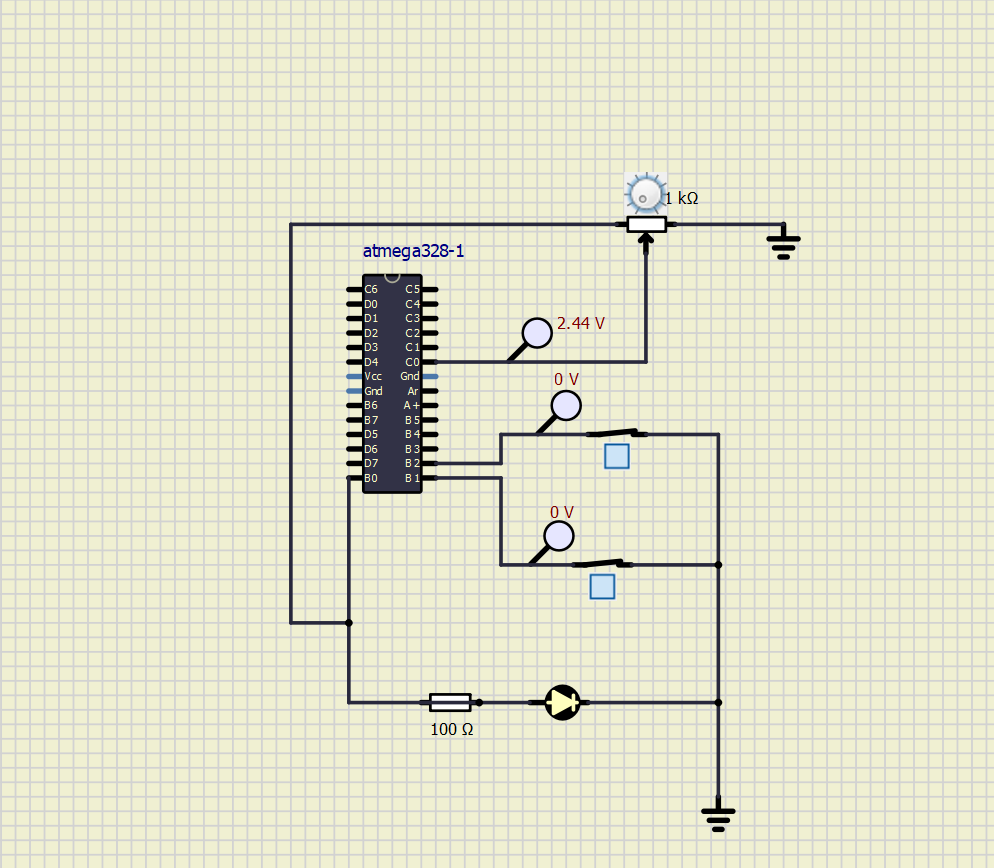 1 kΩ
atmega328-1
C6 C5
D0 C4
D1 C3
D2 C2
D3 C1
D4 C0
Vcc Gnd
Gnd Ar
B6 A+
B7 B5
D5 B4
D6 B3
D7 B2
B0 B1
2.44 V
0 V
0 V
100 Ω